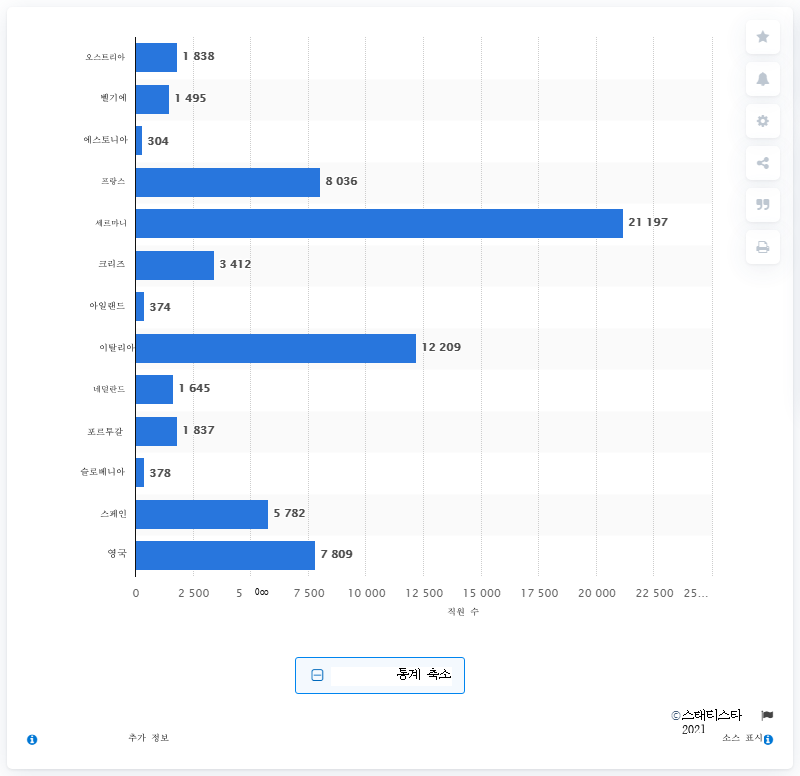 오스트리아 1 838
벨기에 1 495
에스토니아 304
프랑스 8 036
세르마니 21 197
크리즈 3 412
아일랜드 374
이탈리아 12 209
네덜란드 1 645
포르투갈 1 837
슬로베니아 378
스페인 5 782
영국 7 809
0 2 500 5 000 7 500 10 000 12 500 15 000 17 500 20 000 22 500 25...
직원 수
통계 축소
©스태티스타
2021
추가 정보 소스 표시